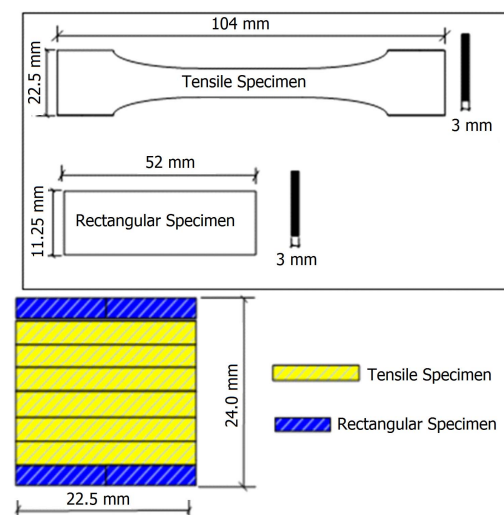 104 mm
22.5 mm
Tensile Specimen
3 mm
52 mm
11.25 mm
Rectangular Specimen
3 mm
24.0 mm
Tensile Specimen
Rectangular Specimen
22.5 mm